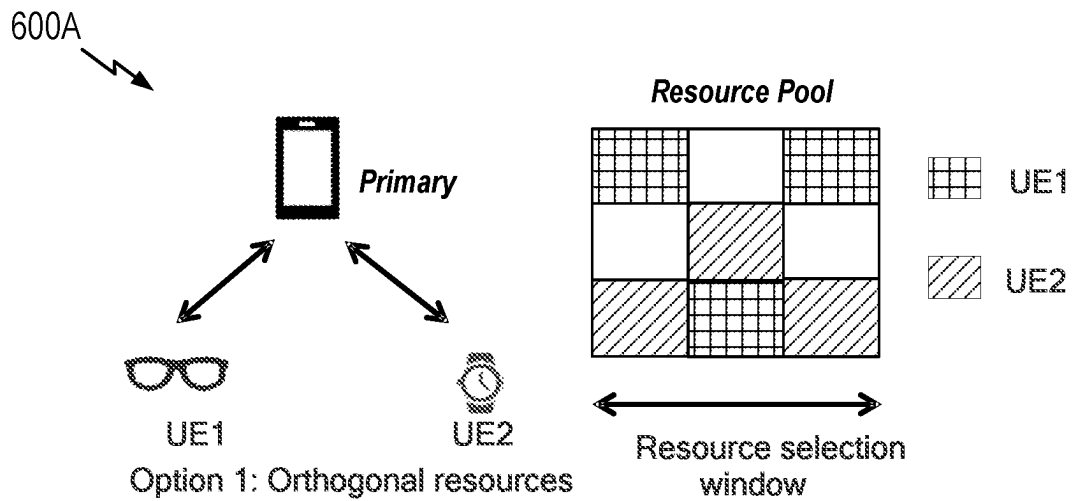 600A
Resource Pool
Primary
UE1
UE2
UE1
UE2
Option 1: Orthogonal resources
Resource selection
window